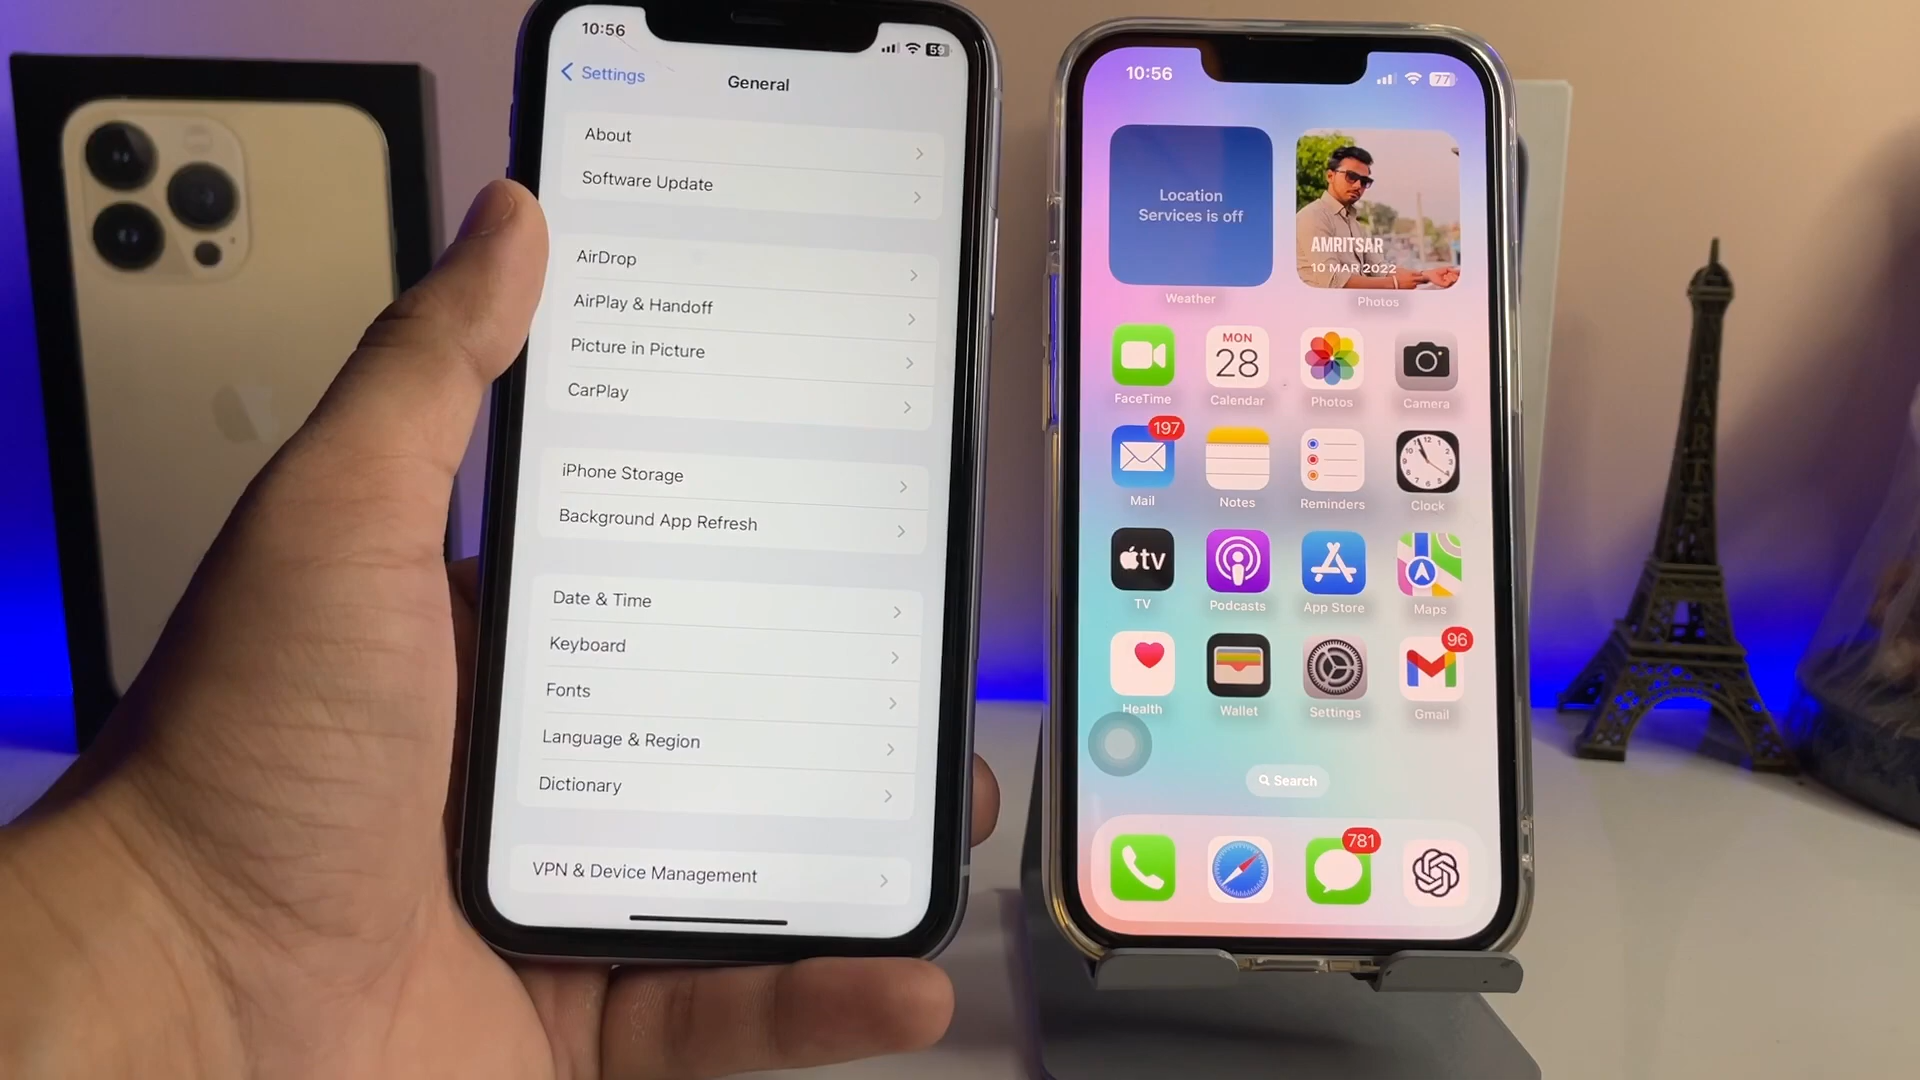 10:56
59
Settings
General
About
Software Update
AirDrop
AirPlay & Handoff
Picture in Picture
CarPlay
iPhone Storage
Background App Refresh
Date & Time
Keyboard
Fonts
Language & Region
Dictionary
VPN & Device Management
10:56
77
Location
Services is off
Weather
AMRITSAR
10 MAR 2022
Photos
MON
28
FaceTime
Calendar
Photos
Camera
197
Mail
Notes
Reminders
Clock
tv
TV
Podcasts
App Store
Maps
96
Health
Wallet
Settings
Gmail
Search
781
PARIS